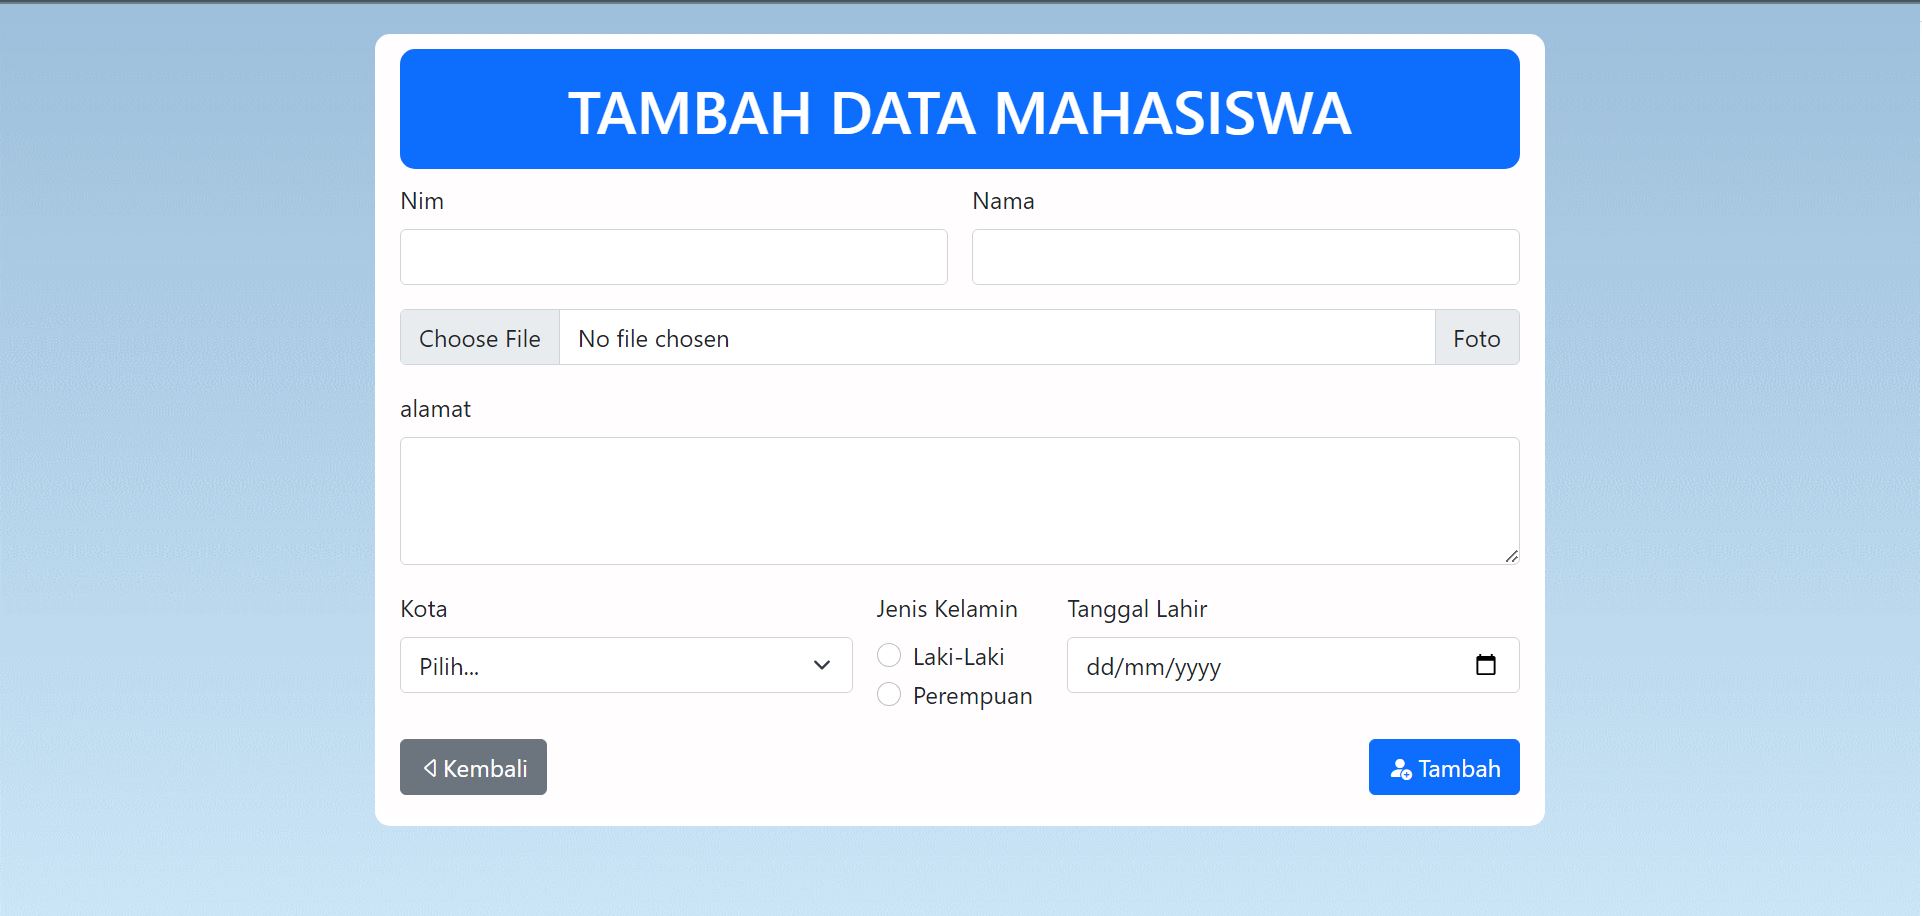 TAMBAH DATA MAHASISWA
Nim
Nama
Choose File
No file chosen
Foto
alamat
Kota
Jenis Kelamin
Tanggal Lahir
Pilih...
Laki-Laki
dd/mm/yyyy
Perempuan
Kembali
Tambah